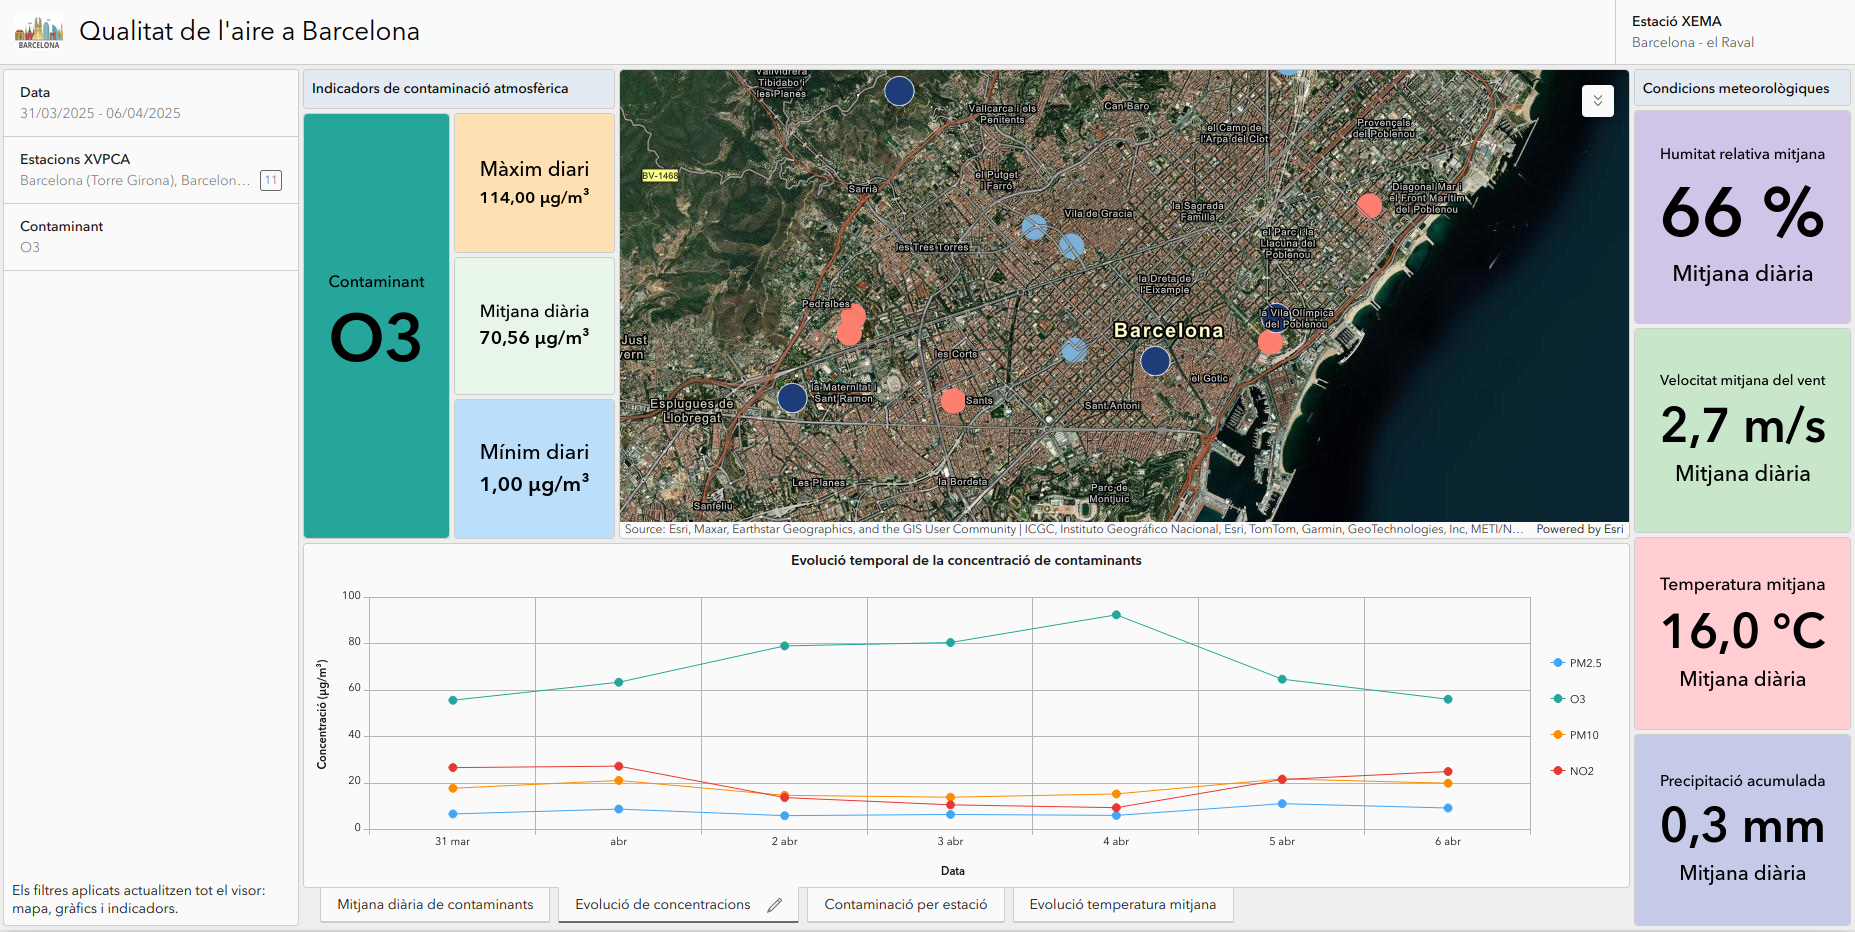 BARCELONA
Qualitat de l'aire a Barcelona
Estació XEMA
Barcelona - el Raval
Data
31/03/2025 - 06/04/2025
Estacions XVPCA
Barcelona (Torre Girona), Barcelon... 11
Contaminant
O3
Els filtres aplicats actualitzen tot el visor:
mapa, gràfics i indicadors.
Indicadors de contaminació atmosfèrica
Contaminant
O3
Màxim diari
114,00 µg/m³
Mitjana diària
70,56 µg/m³
Mínim diari
1,00 µg/m³
Vallvidrera
Tibidabo i
les Planes
Vallcarca i els
Penitents
Can Baro
el Camp de
l'Arpa del Clot
Provençals
del Poblenou
BV-1468
Sarrià
el Putget
i Farró
Diagonal Mar i
el Front Marítim
del Poblenou
Vila de Gracia
la Sagrada
Família
les Tres Torres
el Parc i la
Llacuna del
Poblenou
la Dreta de
l'Eixample
Pedralbes
la Vila Olímpica
del Poblenou
Barcelona
Just
vern
les Corts
el Gotic
la Maternitat i
Sant Ramon
Sants
Sant Antoni
Esplugues de
Llobregat
Les Planes
la Bordeta
Parc de
Montjuic
Sanfeliu
Source: Esri, Maxar, Earthstar Geographics, and the GIS User Community | ICGC, Instituto Geográfico Nacional, Esri, TomTom, Garmin, GeoTechnologies, Inc, METI/N... Powered by Esri
Evolució temporal de la concentració de contaminants
Concentració (µg/m³)
100
80
60
40
20
0
31 mar abr 2 abr 3 abr 4 abr 5 abr 6 abr
Data
PM2.5
O3
PM10
NO2
Mitjana diària de contaminants
Evolució de concentracions
Contaminació per estació
Evolució temperatura mitjana
Condicions meteorològiques
Humitat relativa mitjana
66 %
Mitjana diària
Velocitat mitjana del vent
2,7 m/s
Mitjana diària
Temperatura mitjana
16,0 °C
Mitjana diària
Precipitació acumulada
0,3 mm
Mitjana diària